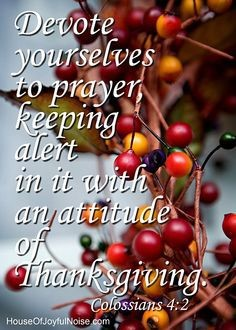 Devote
yourselves
to prayer,
keeping
alert
in it with
an attitude
of
Thanksgiving.
Colossians 4:2
HouseOfJoyfulNoise.com